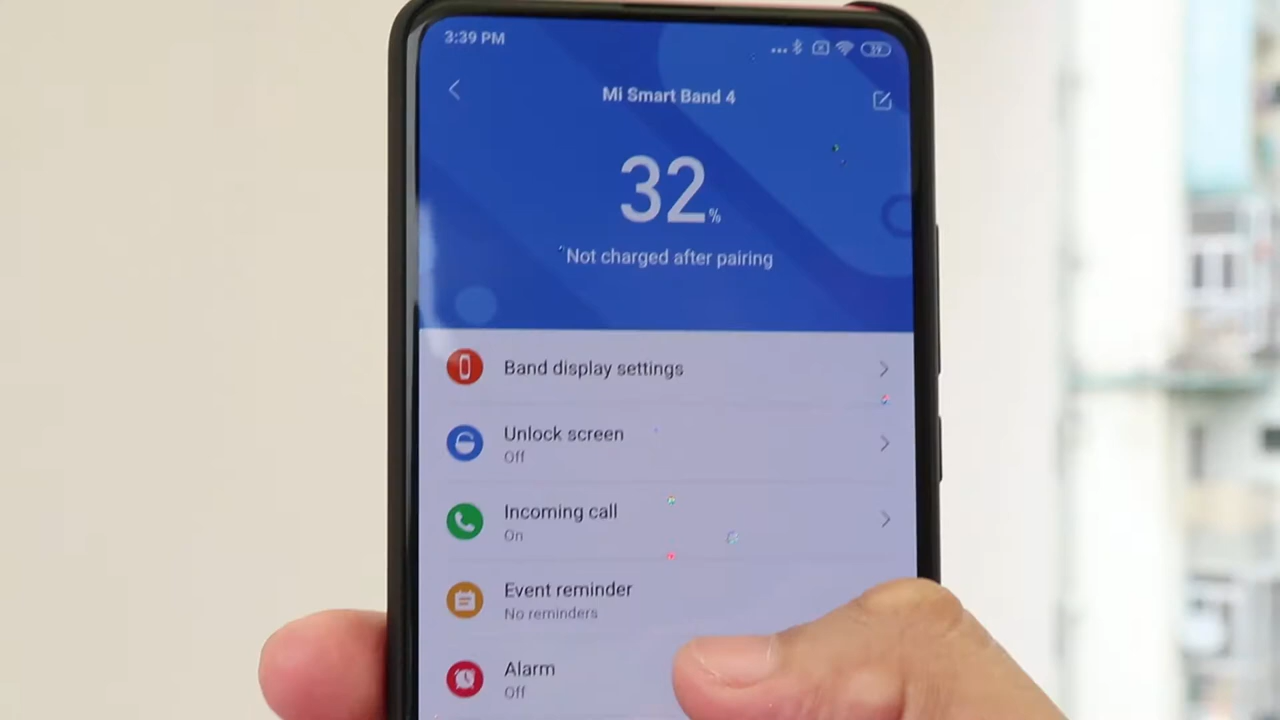 3:39 PM
Mi Smart Band 4
32%
Not charged after pairing
Band display settings
Unlock screen
Off
Incoming call
On
Event reminder
No reminders
Alarm
Off